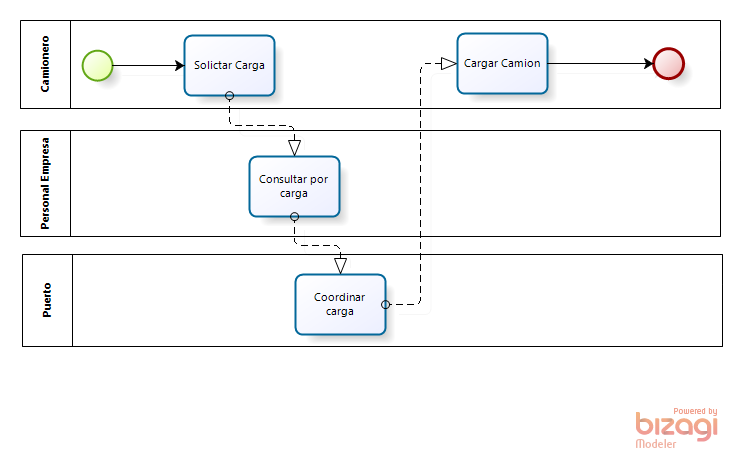 Camionero
Solictar Carga
Cargar Camion
Personal Empresa
Consultar por
carga
Puerto
Coordinar
carga
Powered by
bizagi
Modeler